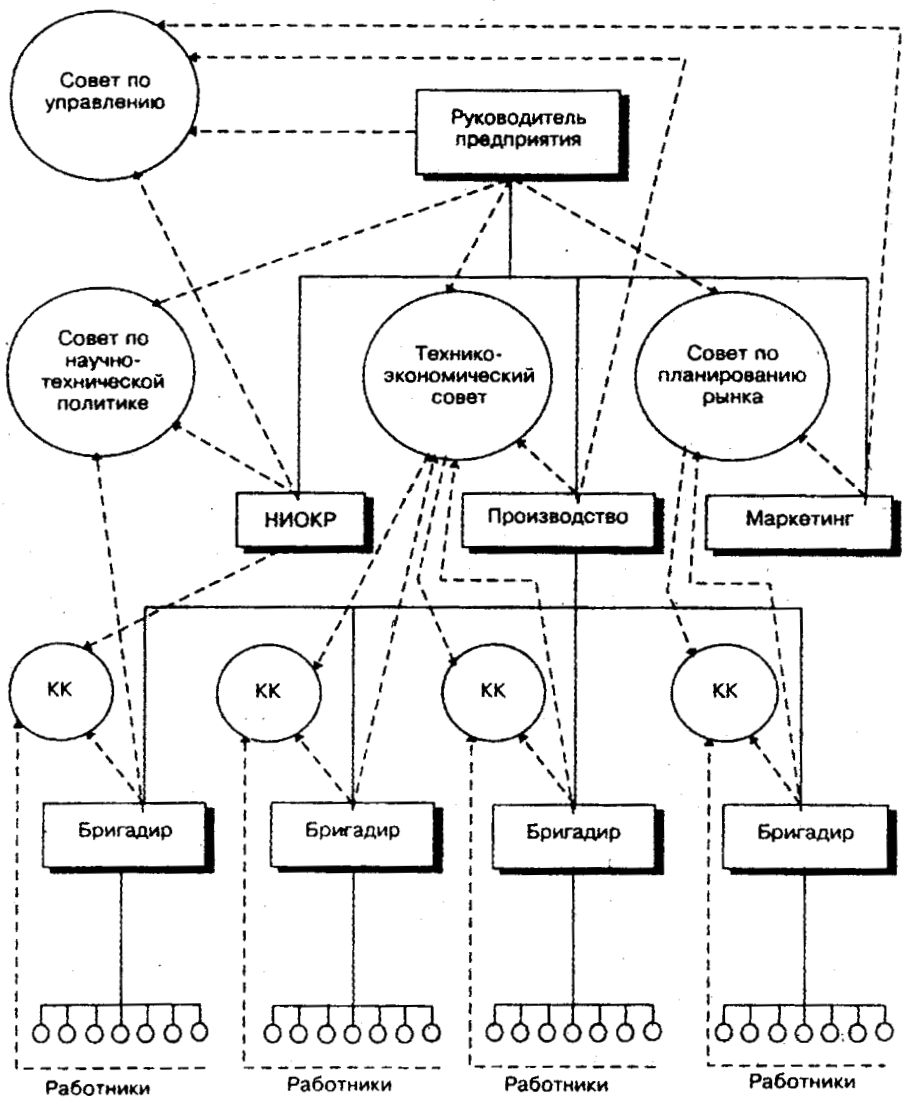 Совет по
управлению
Руководитель
предприятия
Совет по
научно-
технической
политике
Технико-
экономический
совет
Совет по
планированию
рынка
НИОКР
Производство
Маркетинг
КК
КК
КК
КК
Бригадир
Бригадир
Бригадир
Бригадир
Работники
Работники
Работники
Работники